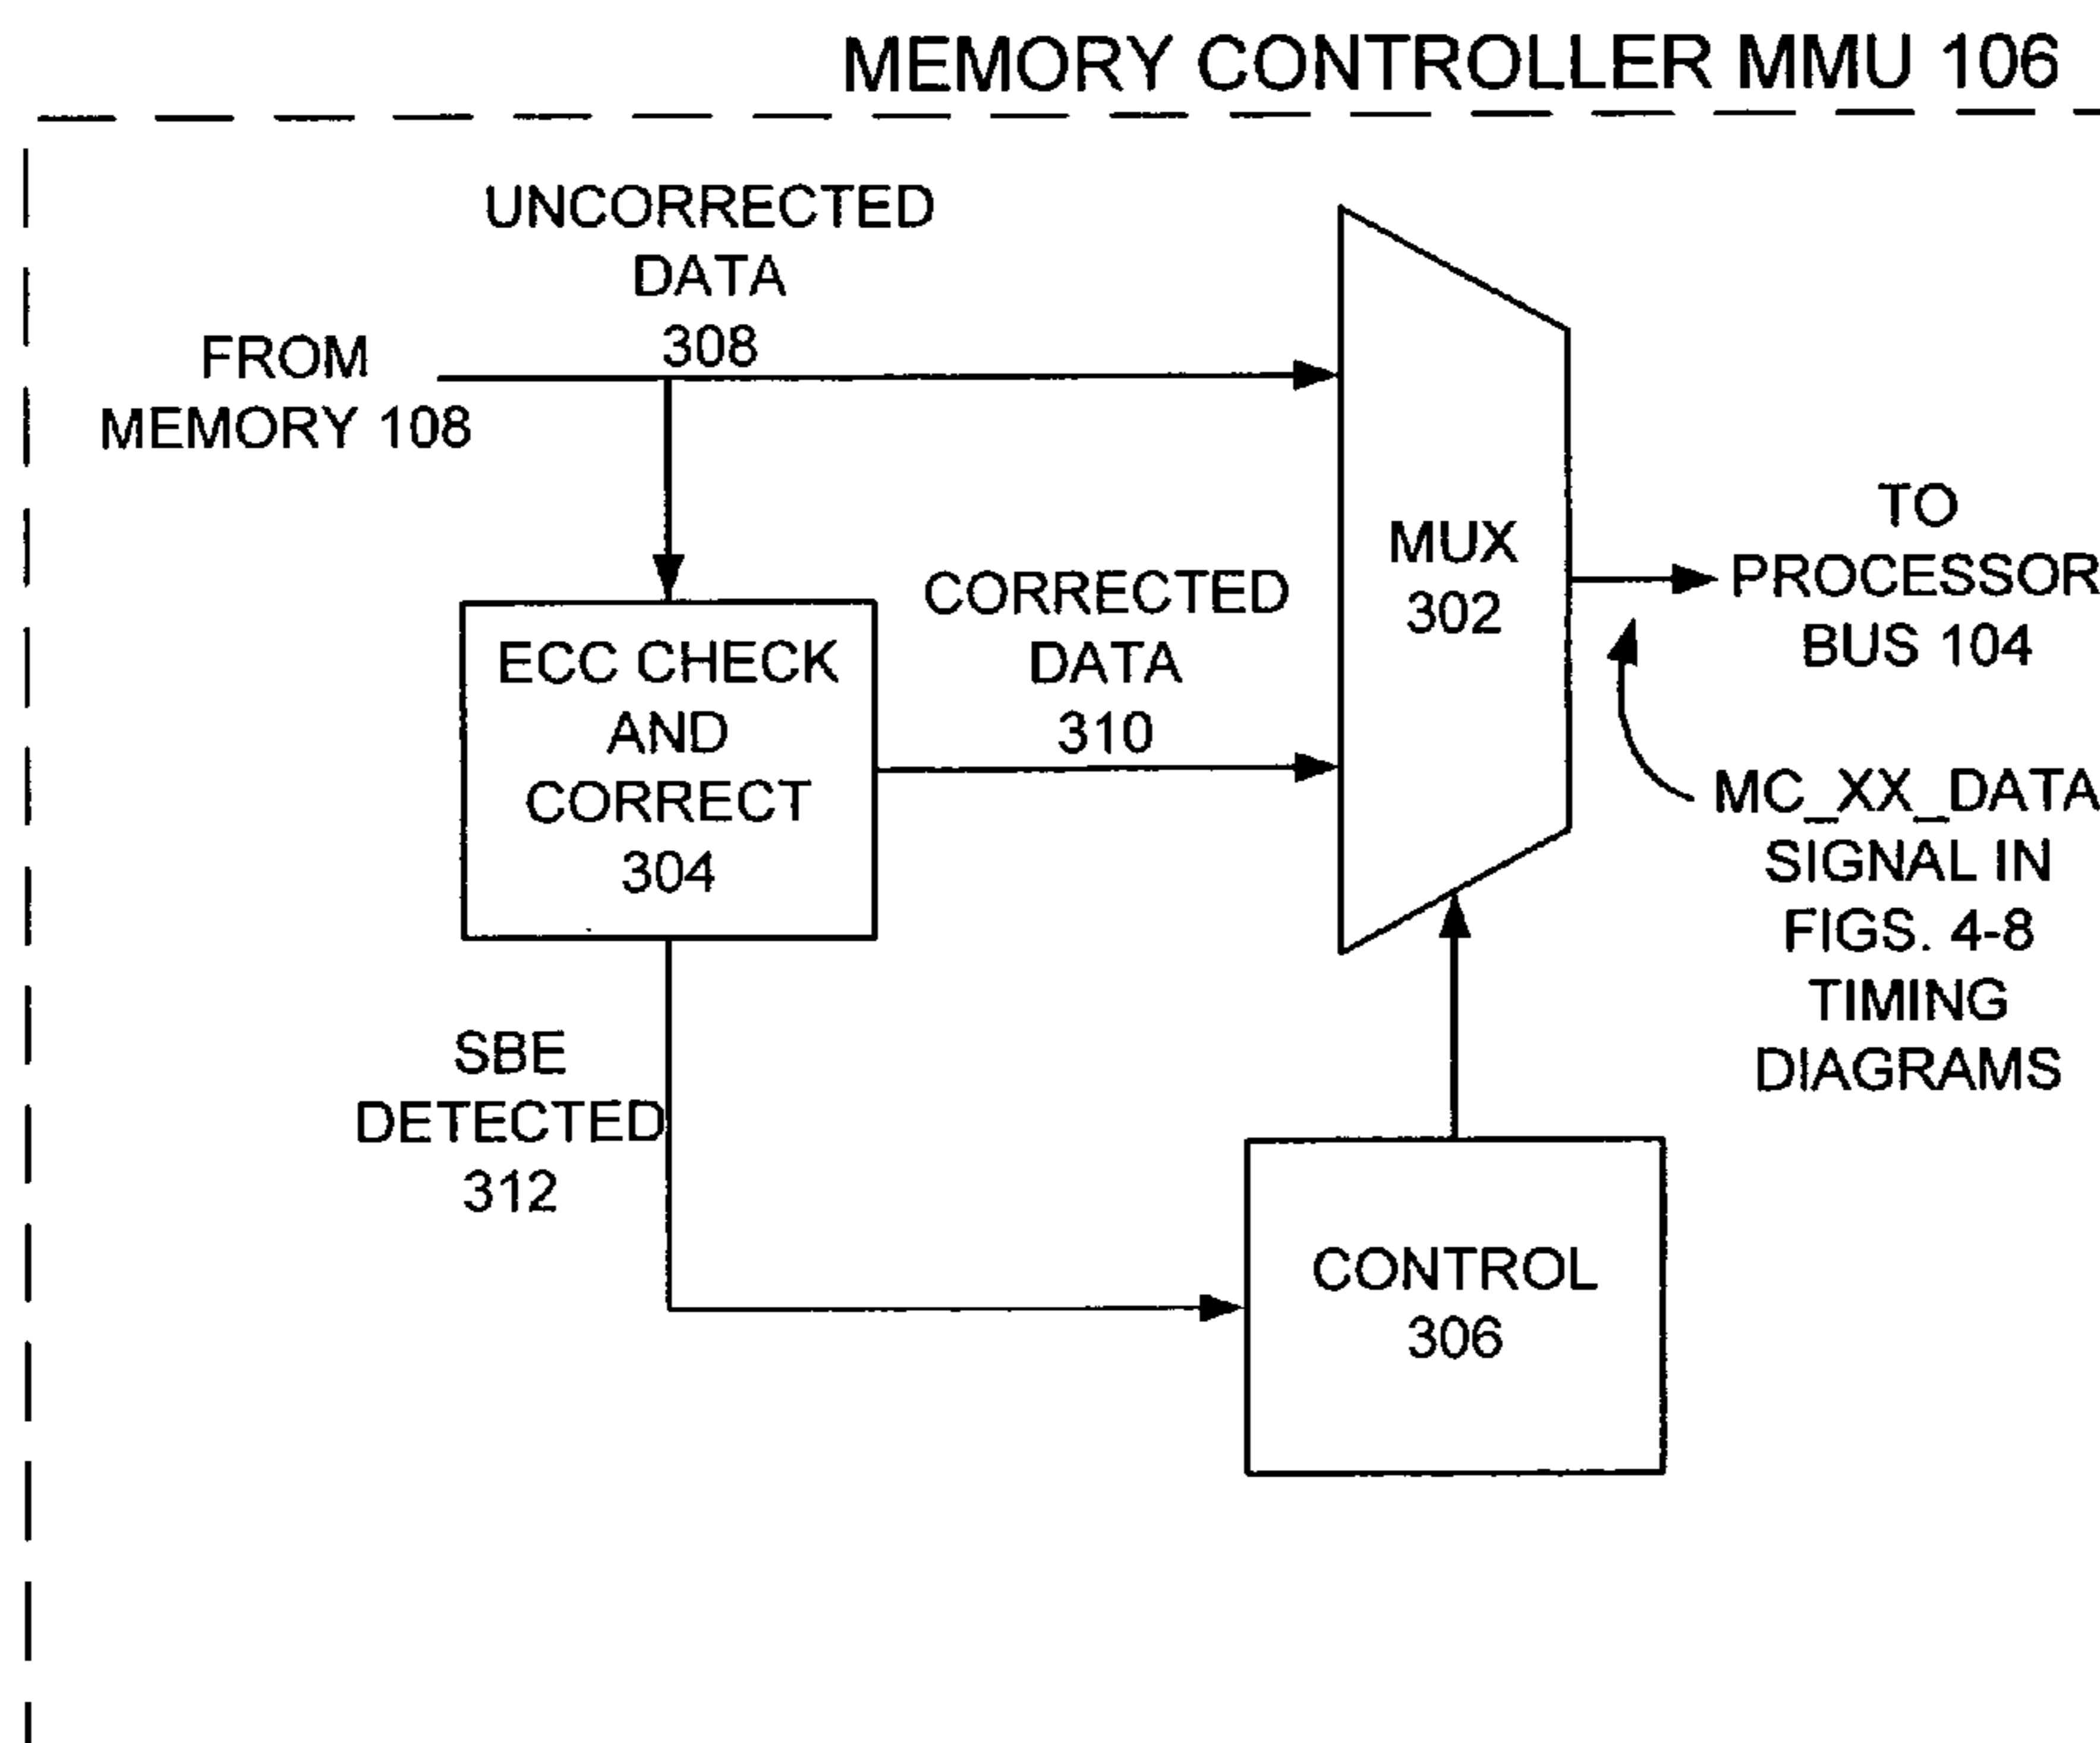 MEMORY CONTROLLER MMU 106
UNCORRECTED
DATA
308
FROM
MEMORY 108
MUX
302
TO
PROCESSOR
BUS 104
ECC CHECK
AND
CORRECT
304
CORRECTED
DATA
310
MC_XX_DATA
SIGNAL IN
FIGS. 4-8
TIMING
DIAGRAMS
SBE
DETECTED
312
CONTROL
306